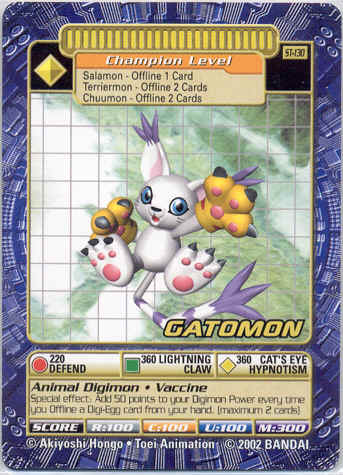 Champion Level
St-130
Salamon - Offline 1 Card
Terriermon - Offline 2 Cards
Chuumon - Offline 2 Cards
GATOMON
220 DEFEND
360 LIGHTNING CLAW
360 CAT'S EYE HYPNOTISM
Animal Digimon • Vaccine
Special effect: Add 50 points to your Digimon Power every time
you Offline a Digi-Egg card from your hand. (maximum 2 cards)
SCORE R:100 C:100 U:100 M:300
©Akiyoshi Hongo • Toei Animation • ©2002 BANDAI